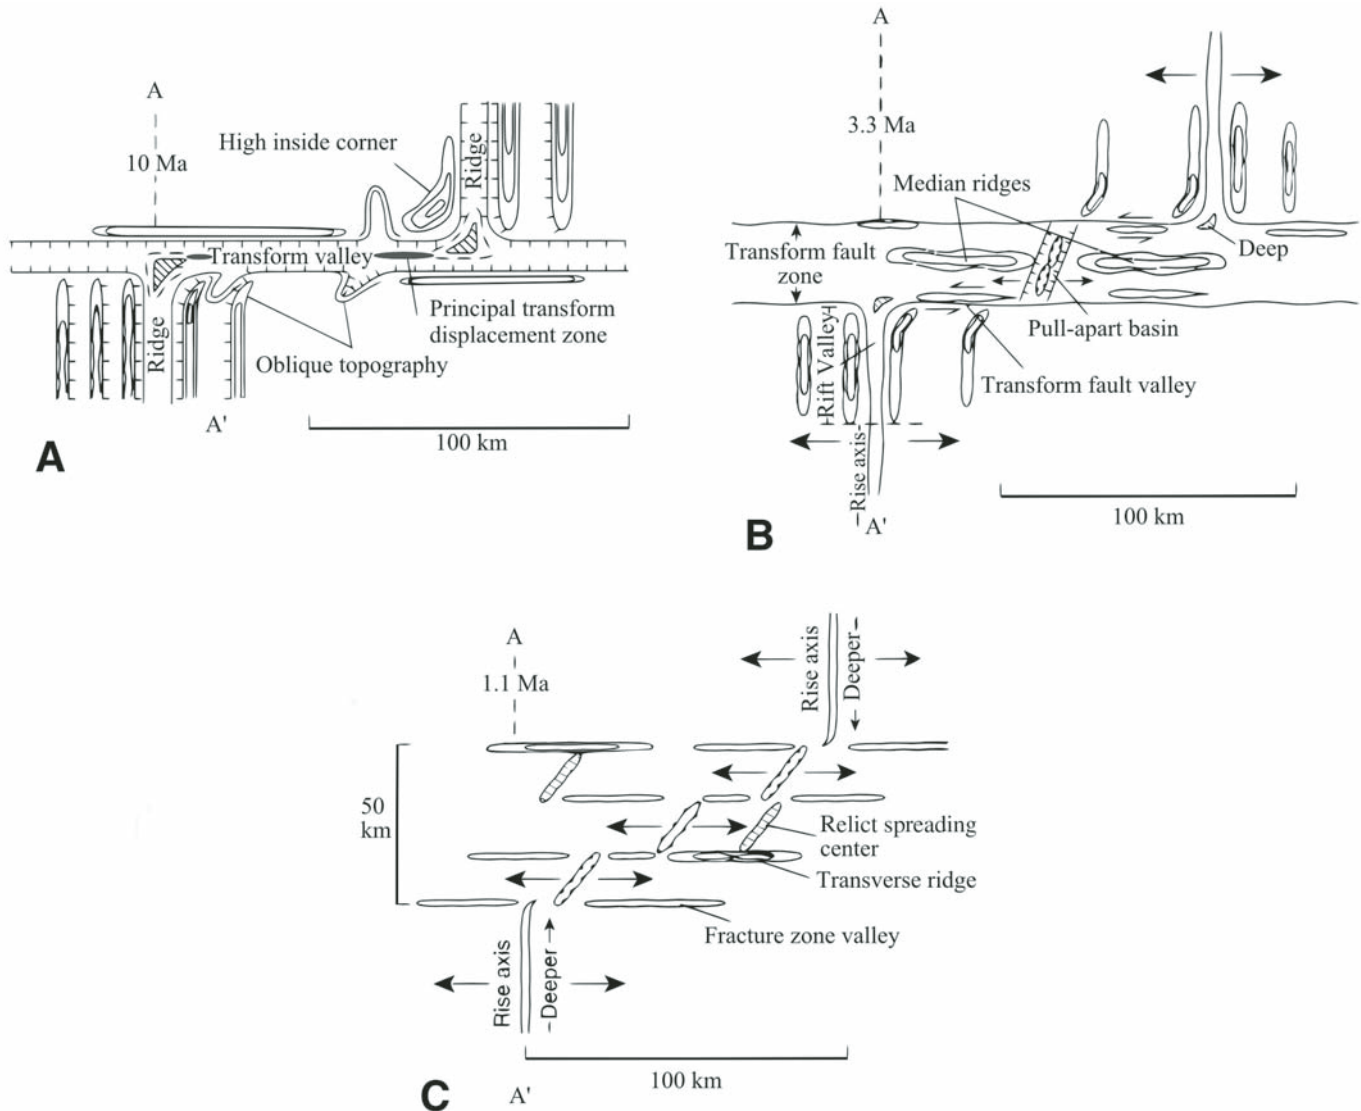 A
10 Ma
High inside corner
Ridge
Transform valley
Principal transform
displacement zone
Oblique topography
Ridge
A'
100 km
A
A
3.3 Ma
Median ridges
Transform fault
zone
Deep
Pull-apart basin
Transform fault valley
Rift Valley
Rise axis
A'
100 km
B
A
1.1 Ma
Rise axis
Deeper
50
km
Relict spreading
center
Transverse ridge
Fracture zone valley
Rise axis
Deeper
100 km
A'
C